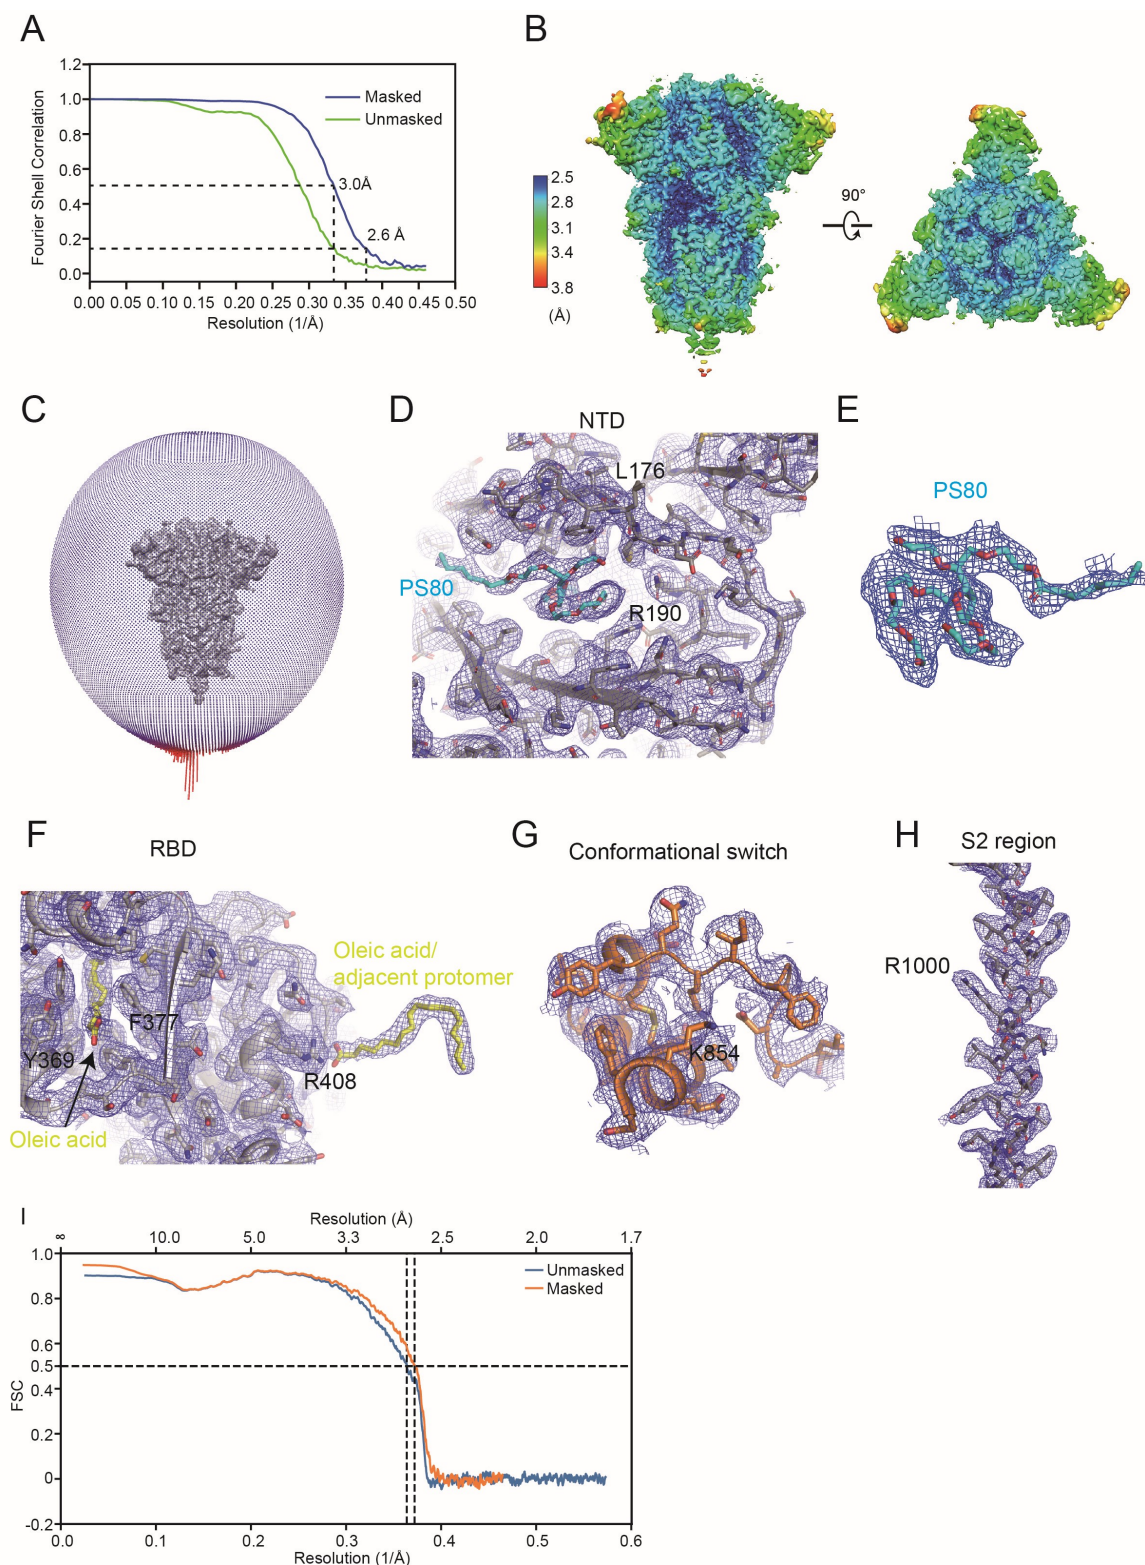 A
1.2
1.0
0.8
0.6
0.4
0.2
0.0
Fourier Shell Correlation
Masked
Unmasked
3.0Å
2.6 Å
0.00 0.05 0.10 0.15 0.20 0.25 0.30 0.35 0.40 0.45 0.50
Resolution (1/Å)
B
2.5
2.8
3.1
3.4
3.8
(Å)
90°
C
D
NTD
L176
PS80
R190
E
PS80
F
RBD
Oleic acid/
adjacent protomer
F377
Y369
R408
Oleic acid
G
Conformational switch
K854
H
S2 region
R1000
I
Resolution (Å)
∞ 10.0 5.0 3.3 2.5 2.0 1.7
1.0
0.8
0.6
0.5
0.4
0.2
0
-0.2
FSC
Unmasked
Masked
0.0 0.1 0.2 0.3 0.4 0.5 0.6
Resolution (1/Å)